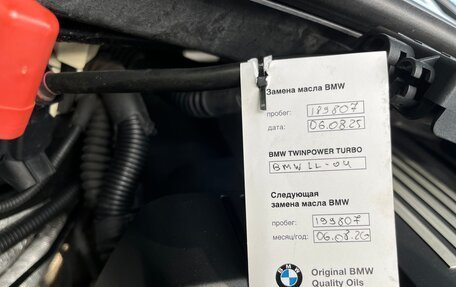 Замена масла BMW
пробег: 189807
дата: 06.08.25
BMW TWINPOWER TURBO
BMW LL-04
Следующая
замена масла BMW
пробег: 199807
месяц/год: 06.08.26
Original BMW
Quality Oils